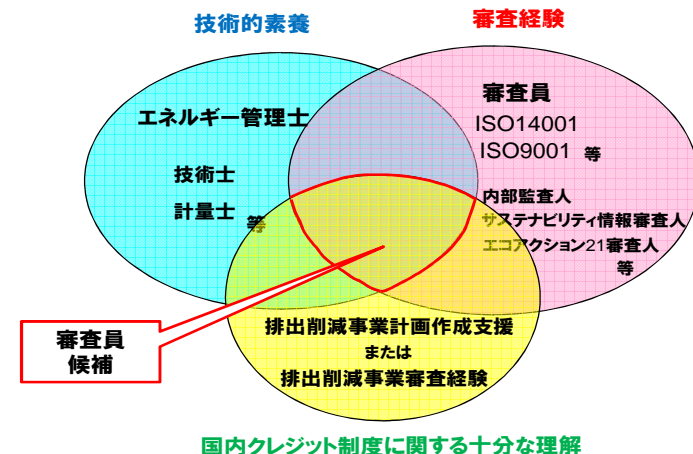 技術的素養
審査経験
エネルギー管理士
技術士
計量士 等
審査員
ISO14001
ISO9001 等
内部監査人
サステナビリティ情報審査人
エコアクション21審査人
等
審査員
候補
排出削減事業計画作成支援
または
排出削減事業審査経験
国内クレジット制度に関する十分な理解